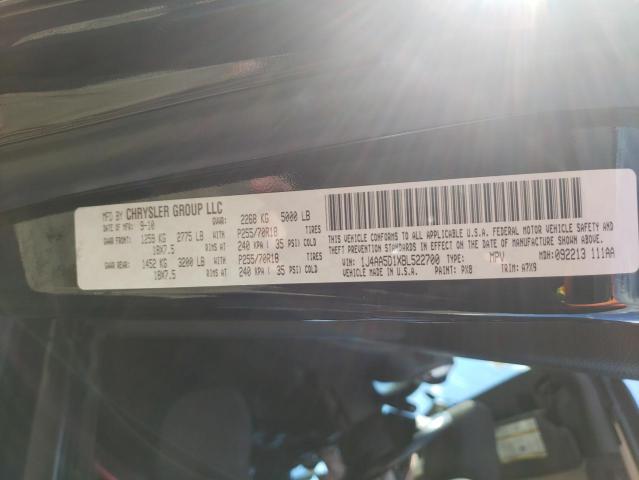 MFD BY CHRYSLER GROUP LLC
DATE OF MFR: 9-10 GVWR: 2268 KG 5000 LB
GAWR FRONT: 1259 KG 2775 LB WITH P255/70R18 TIRES
18X7.5 RIMS AT 240 KPA ( 35 PSI) COLD
GAWR REAR: 1452 KG 3200 LB WITH P255/70R18 TIRES
18X7.5 RIMS AT 240 KPA ( 35 PSI) COLD
THIS VEHICLE CONFORMS TO ALL APPLICABLE U.S.A. FEDERAL MOTOR VEHICLE SAFETY AND
THEFT PREVENTION STANDARDS IN EFFECT ON THE DATE OF MANUFACTURE SHOWN ABOVE.
VIN: 1J4AA5D1XBL522700 TYPE: MPV MDH: 092213 111AA
MADE IN U.S.A. PAINT: PX8 TRIM: A7X9